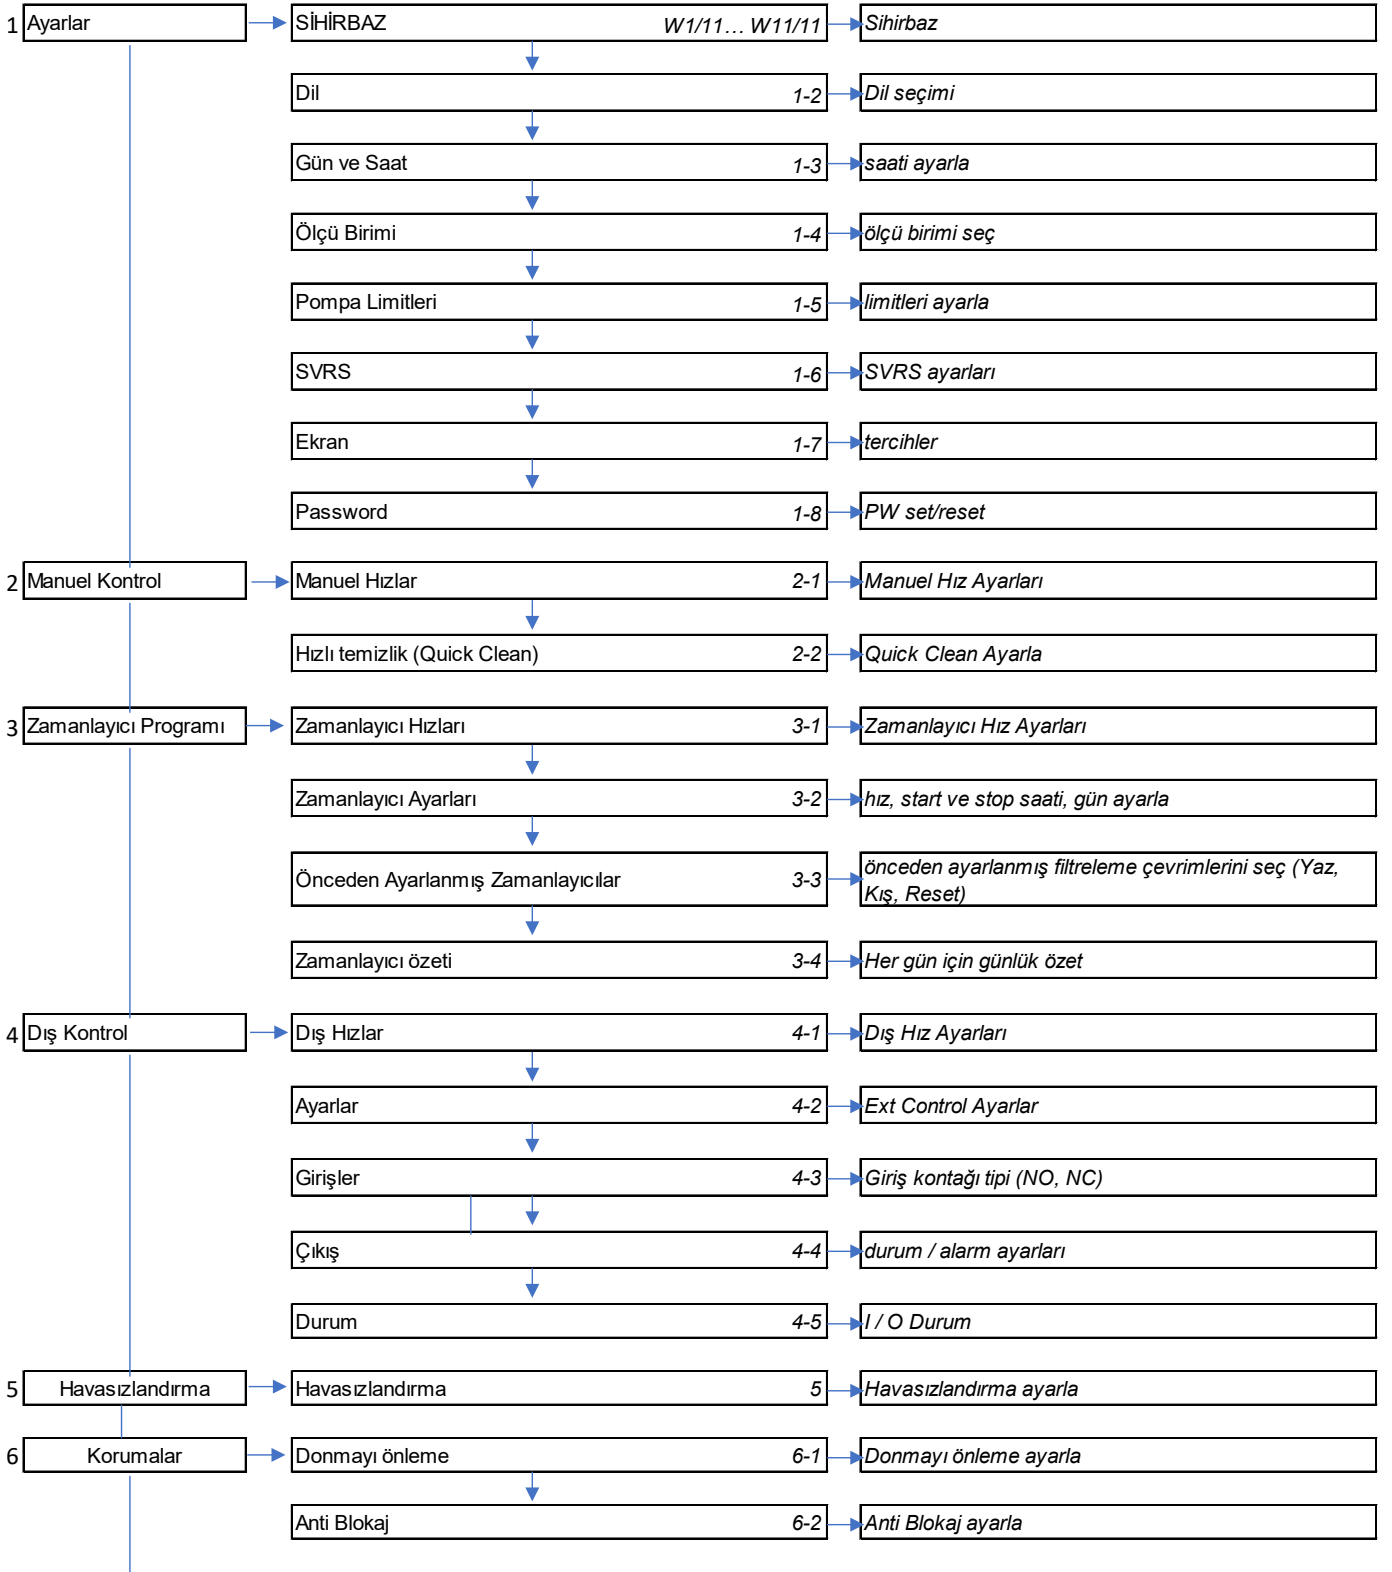 1 Ayarlar SİHİRBAZ W1/11… W11/11 Sihirbaz
Dil 1-2 Dil seçimi
Gün ve Saat 1-3 saati ayarla
Ölçü Birimi 1-4 ölçü birimi seç
Pompa Limitleri 1-5 limitleri ayarla
SVRS 1-6 SVRS ayarları
Ekran 1-7 tercihler
Password 1-8 PW set/reset
2 Manuel Kontrol Manuel Hızlar 2-1 Manuel Hız Ayarları
Hızlı temizlik (Quick Clean) 2-2 Quick Clean Ayarla
3 Zamanlayıcı Programı Zamanlayıcı Hızları 3-1 Zamanlayıcı Hız Ayarları
Zamanlayıcı Ayarları 3-2 hız, start ve stop saati, gün ayarla
Önceden Ayarlanmış Zamanlayıcılar 3-3 önceden ayarlanmış filtreleme çevrimlerini seç (Yaz,
Kış, Reset)
Zamanlayıcı özeti 3-4 Her gün için günlük özet
4 Dış Kontrol Dış Hızlar 4-1 Dış Hız Ayarları
Ayarlar 4-2 Ext Control Ayarlar
Girişler 4-3 Giriş kontağı tipi (NO, NC)
Çıkış 4-4 durum / alarm ayarları
Durum 4-5 I / O Durum
5 Havasızlandırma Havasızlandırma 5 Havasızlandırma ayarla
6 Korumalar Donmayı önleme 6-1 Donmayı önleme ayarla
Anti Blokaj 6-2 Anti Blokaj ayarla